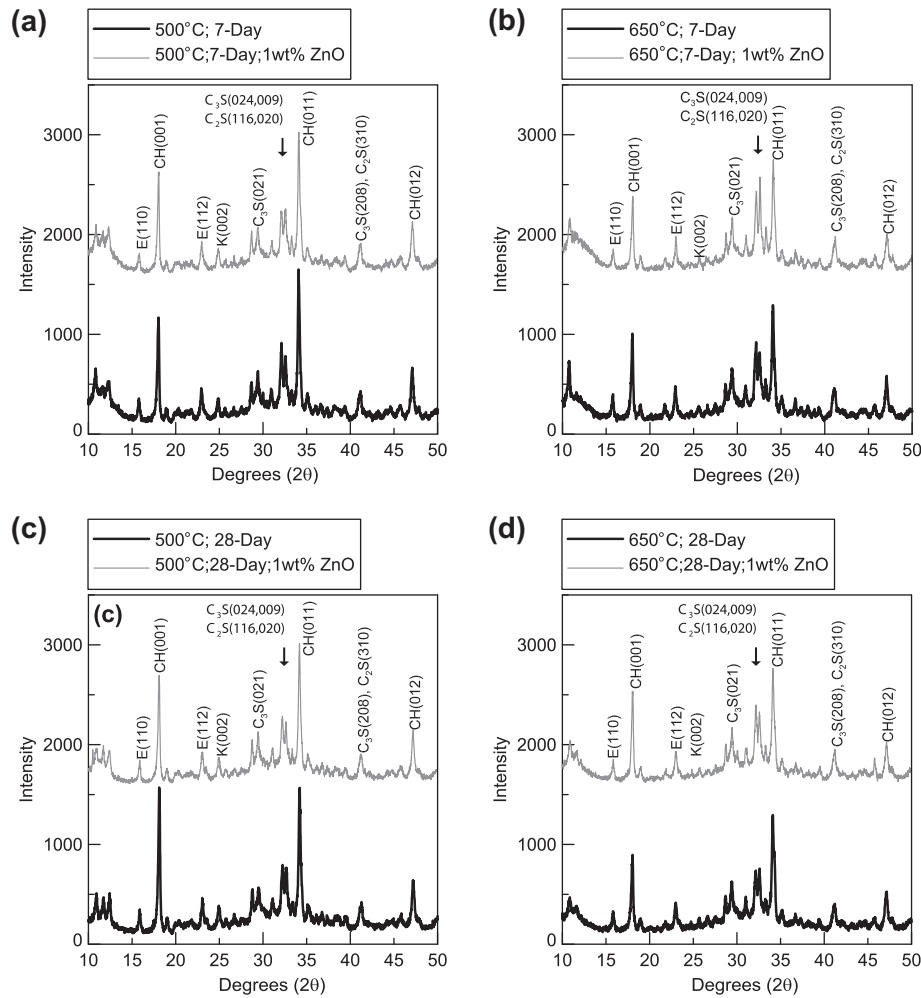 (a)
500°C; 7-Day
500°C;7-Day;1wt% ZnO
C₃S(024,009)
C₂S(116,020)
E(110)
CH(001)
E(112)
K(002)
C₃S(021)
CH(011)
C₃S(208), C₂S(310)
CH(012)
3000
2000
1000
0
Intensity
10 15 20 25 30 35 40 45 50
Degrees (2θ)
(b)
650°C; 7-Day
650°C;7-Day; 1wt% ZnO
C₃S(024,009)
C₂S(116,020)
E(110)
CH(001)
E(112)
K(002)
C₃S(021)
CH(011)
C₃S(208), C₂S(310)
CH(012)
3000
2000
1000
0
Intensity
10 15 20 25 30 35 40 45 50
Degrees (2θ)
(c)
500°C; 28-Day
500°C;28-Day;1wt% ZnO
(c)
C₃S(024,009)
C₂S(116,020)
E(110)
CH(001)
E(112)
K(002)
C₃S(021)
CH(011)
C₃S(208), C₂S(310)
CH(012)
3000
2000
1000
0
Intensity
10 15 20 25 30 35 40 45 50
Degrees (2θ)
(d)
650°C; 28-Day
650°C;28-Day;1wt% ZnO
C₃S(024,009)
C₂S(116,020)
E(110)
CH(001)
E(112)
K(002)
C₃S(021)
CH(011)
C₃S(208), C₂S(310)
CH(012)
3000
2000
1000
0
Intensity
10 15 20 25 30 35 40 45 50
Degrees (2θ)